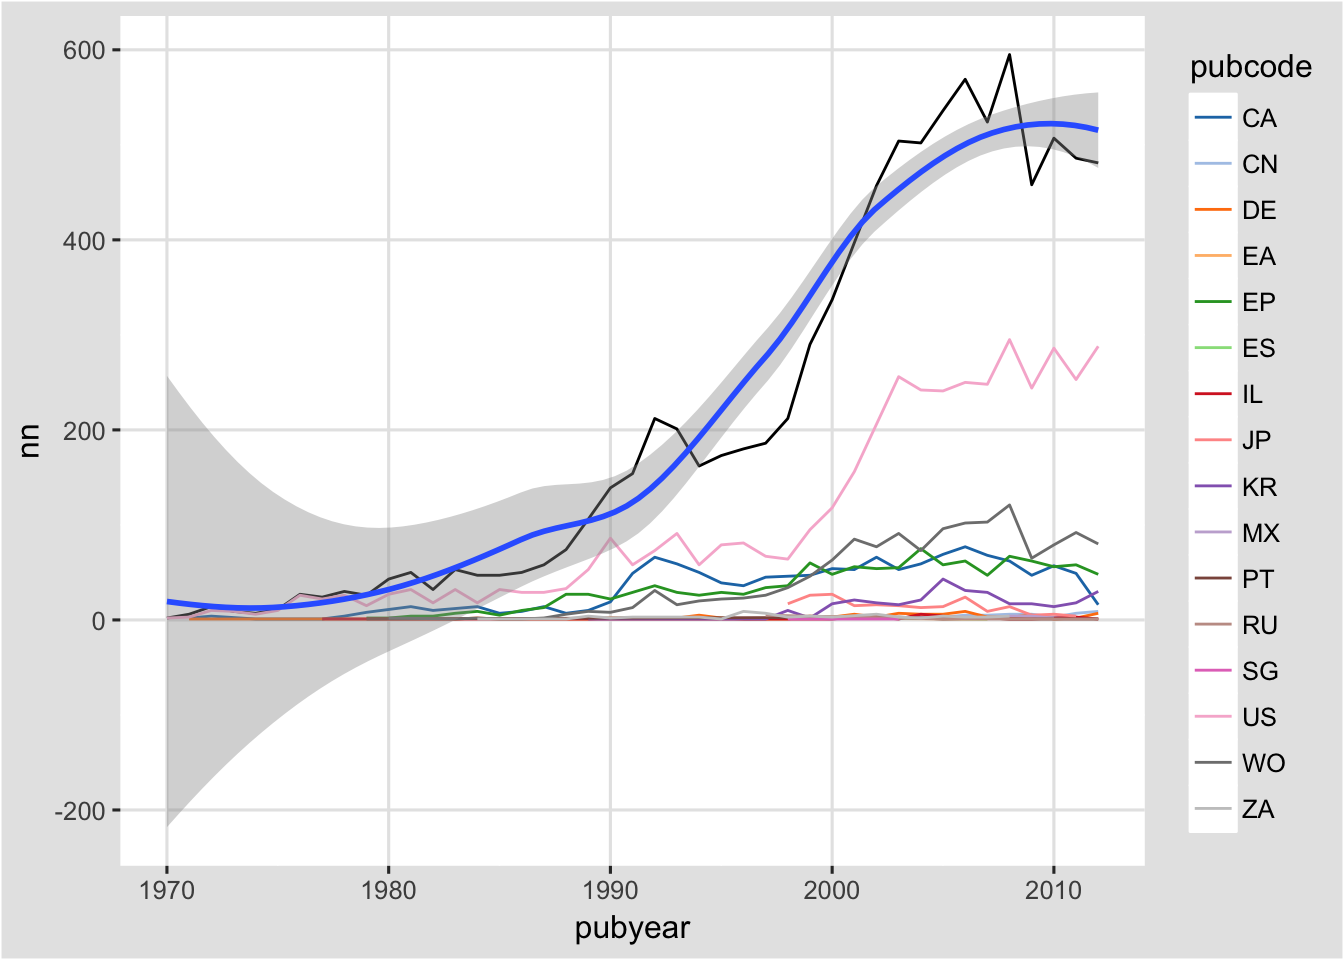 600
400
200
0
-200
nn
1970 1980 1990 2000 2010
pubyear
pubcode
CA
CN
DE
EA
EP
ES
IL
JP
KR
MX
PT
RU
SG
US
WO
ZA